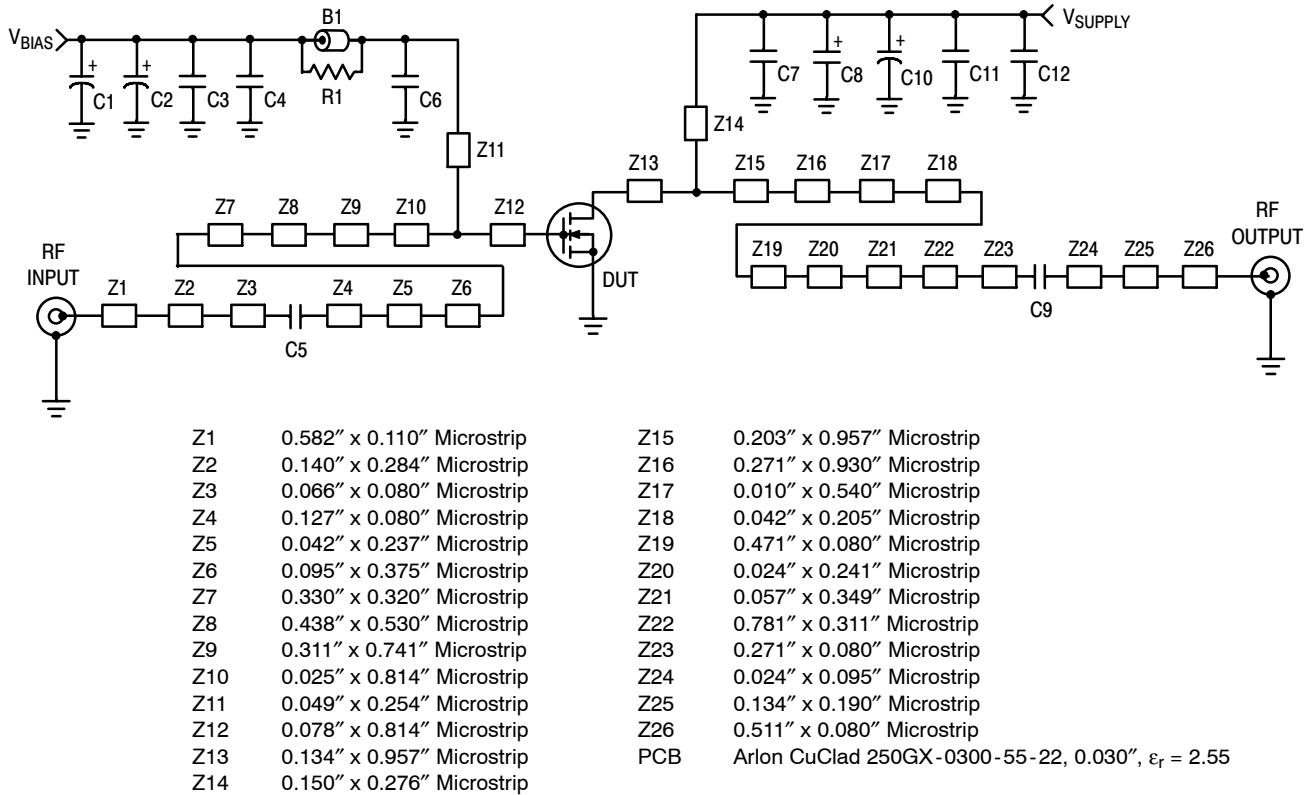 B1
V_BIAS
+
+
C1
C2
C3
C4
R1
C6
Z11
V_SUPPLY
+
+
C7
C8
C10
C11
C12
Z14
Z13
Z15
Z16
Z17
Z18
Z7
Z8
Z9
Z10
Z12
DUT
RF
INPUT
Z1
Z2
Z3
Z4
Z5
Z6
C5
RF
OUTPUT
Z19
Z20
Z21
Z22
Z23
Z24
Z25
Z26
C9
Z1 0.582″ x 0.110″ Microstrip
Z2 0.140″ x 0.284″ Microstrip
Z3 0.066″ x 0.080″ Microstrip
Z4 0.127″ x 0.080″ Microstrip
Z5 0.042″ x 0.237″ Microstrip
Z6 0.095″ x 0.375″ Microstrip
Z7 0.330″ x 0.320″ Microstrip
Z8 0.438″ x 0.530″ Microstrip
Z9 0.311″ x 0.741″ Microstrip
Z10 0.025″ x 0.814″ Microstrip
Z11 0.049″ x 0.254″ Microstrip
Z12 0.078″ x 0.814″ Microstrip
Z13 0.134″ x 0.957″ Microstrip
Z14 0.150″ x 0.276″ Microstrip
Z15 0.203″ x 0.957″ Microstrip
Z16 0.271″ x 0.930″ Microstrip
Z17 0.010″ x 0.540″ Microstrip
Z18 0.042″ x 0.205″ Microstrip
Z19 0.471″ x 0.080″ Microstrip
Z20 0.024″ x 0.241″ Microstrip
Z21 0.057″ x 0.349″ Microstrip
Z22 0.781″ x 0.311″ Microstrip
Z23 0.271″ x 0.080″ Microstrip
Z24 0.024″ x 0.095″ Microstrip
Z25 0.134″ x 0.190″ Microstrip
Z26 0.511″ x 0.080″ Microstrip
PCB Arlon CuClad 250GX-0300-55-22, 0.030″, εr = 2.55